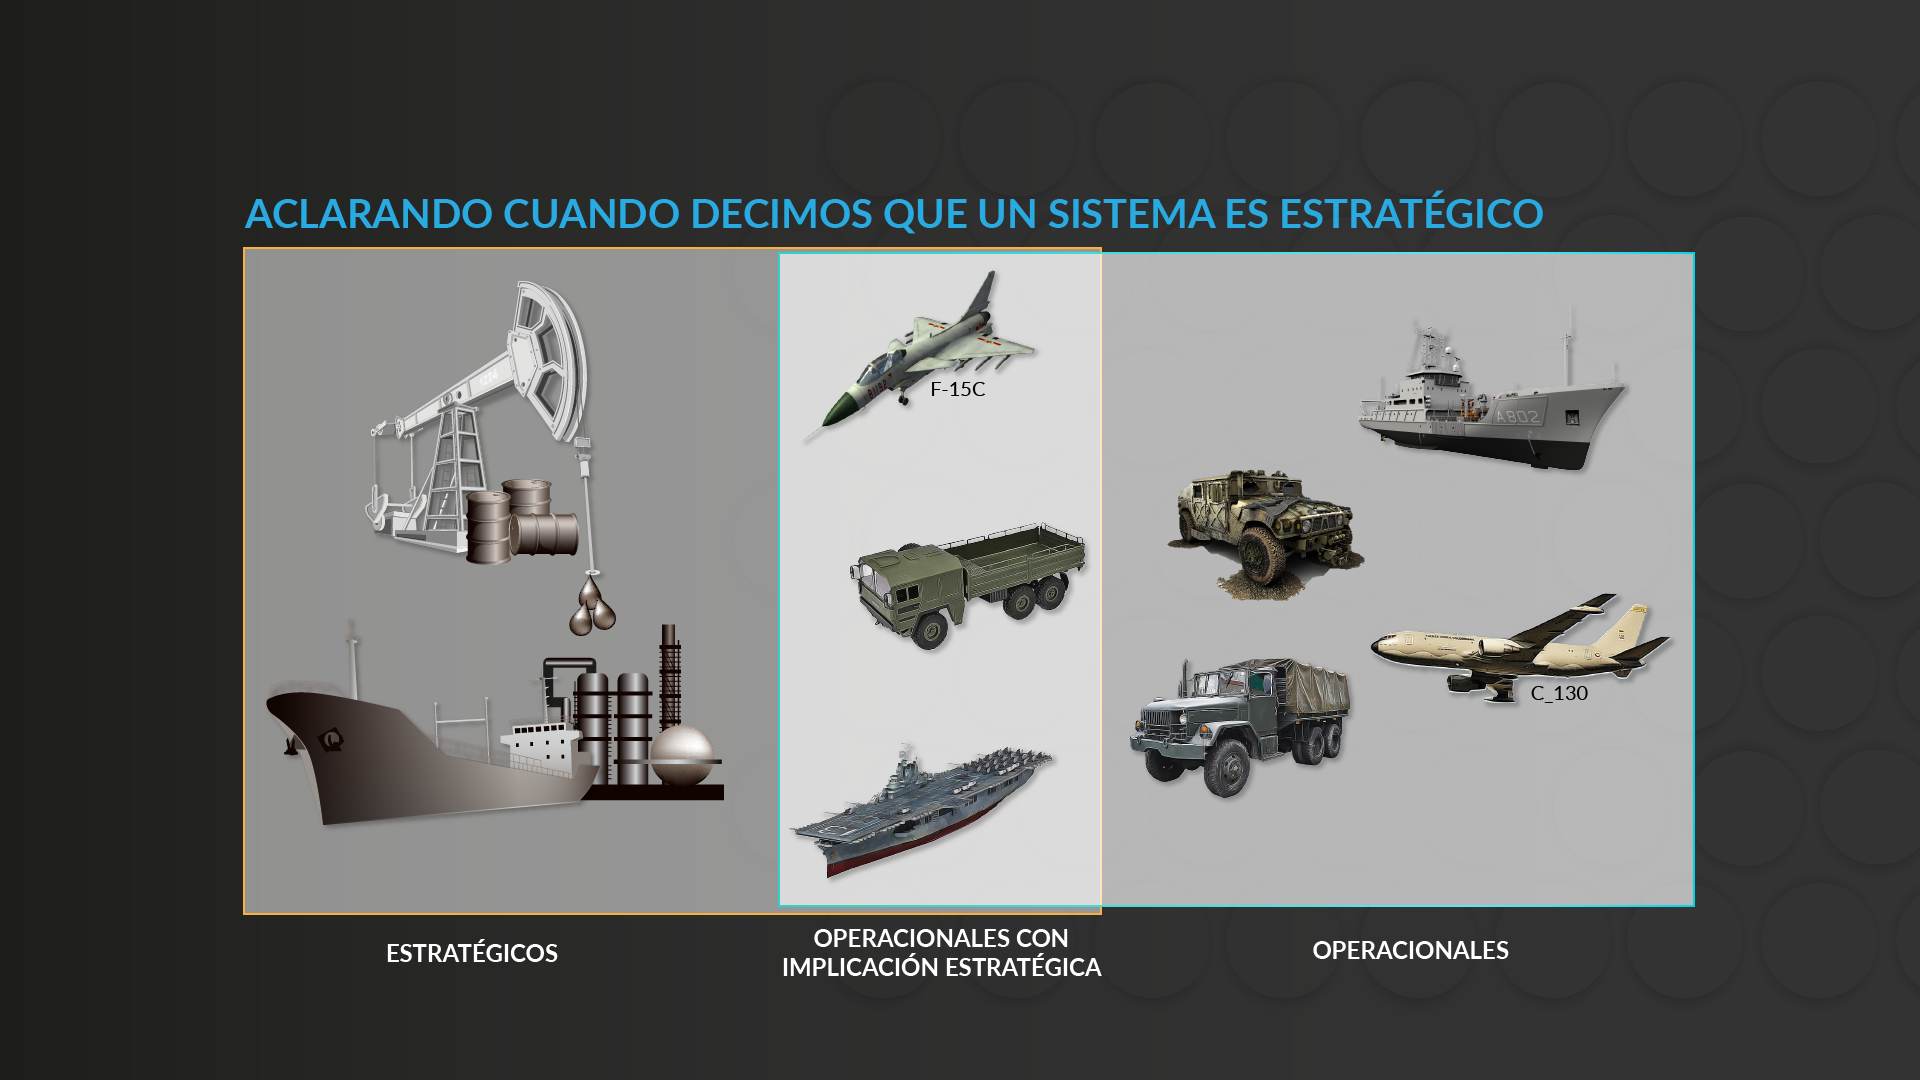 ACLARANDO CUANDO DECIMOS QUE UN SISTEMA ES ESTRATÉGICO
F-15C
A802
C_130
ESTRATÉGICOS
OPERACIONALES CON
IMPLICACIÓN ESTRATÉGICA
OPERACIONALES